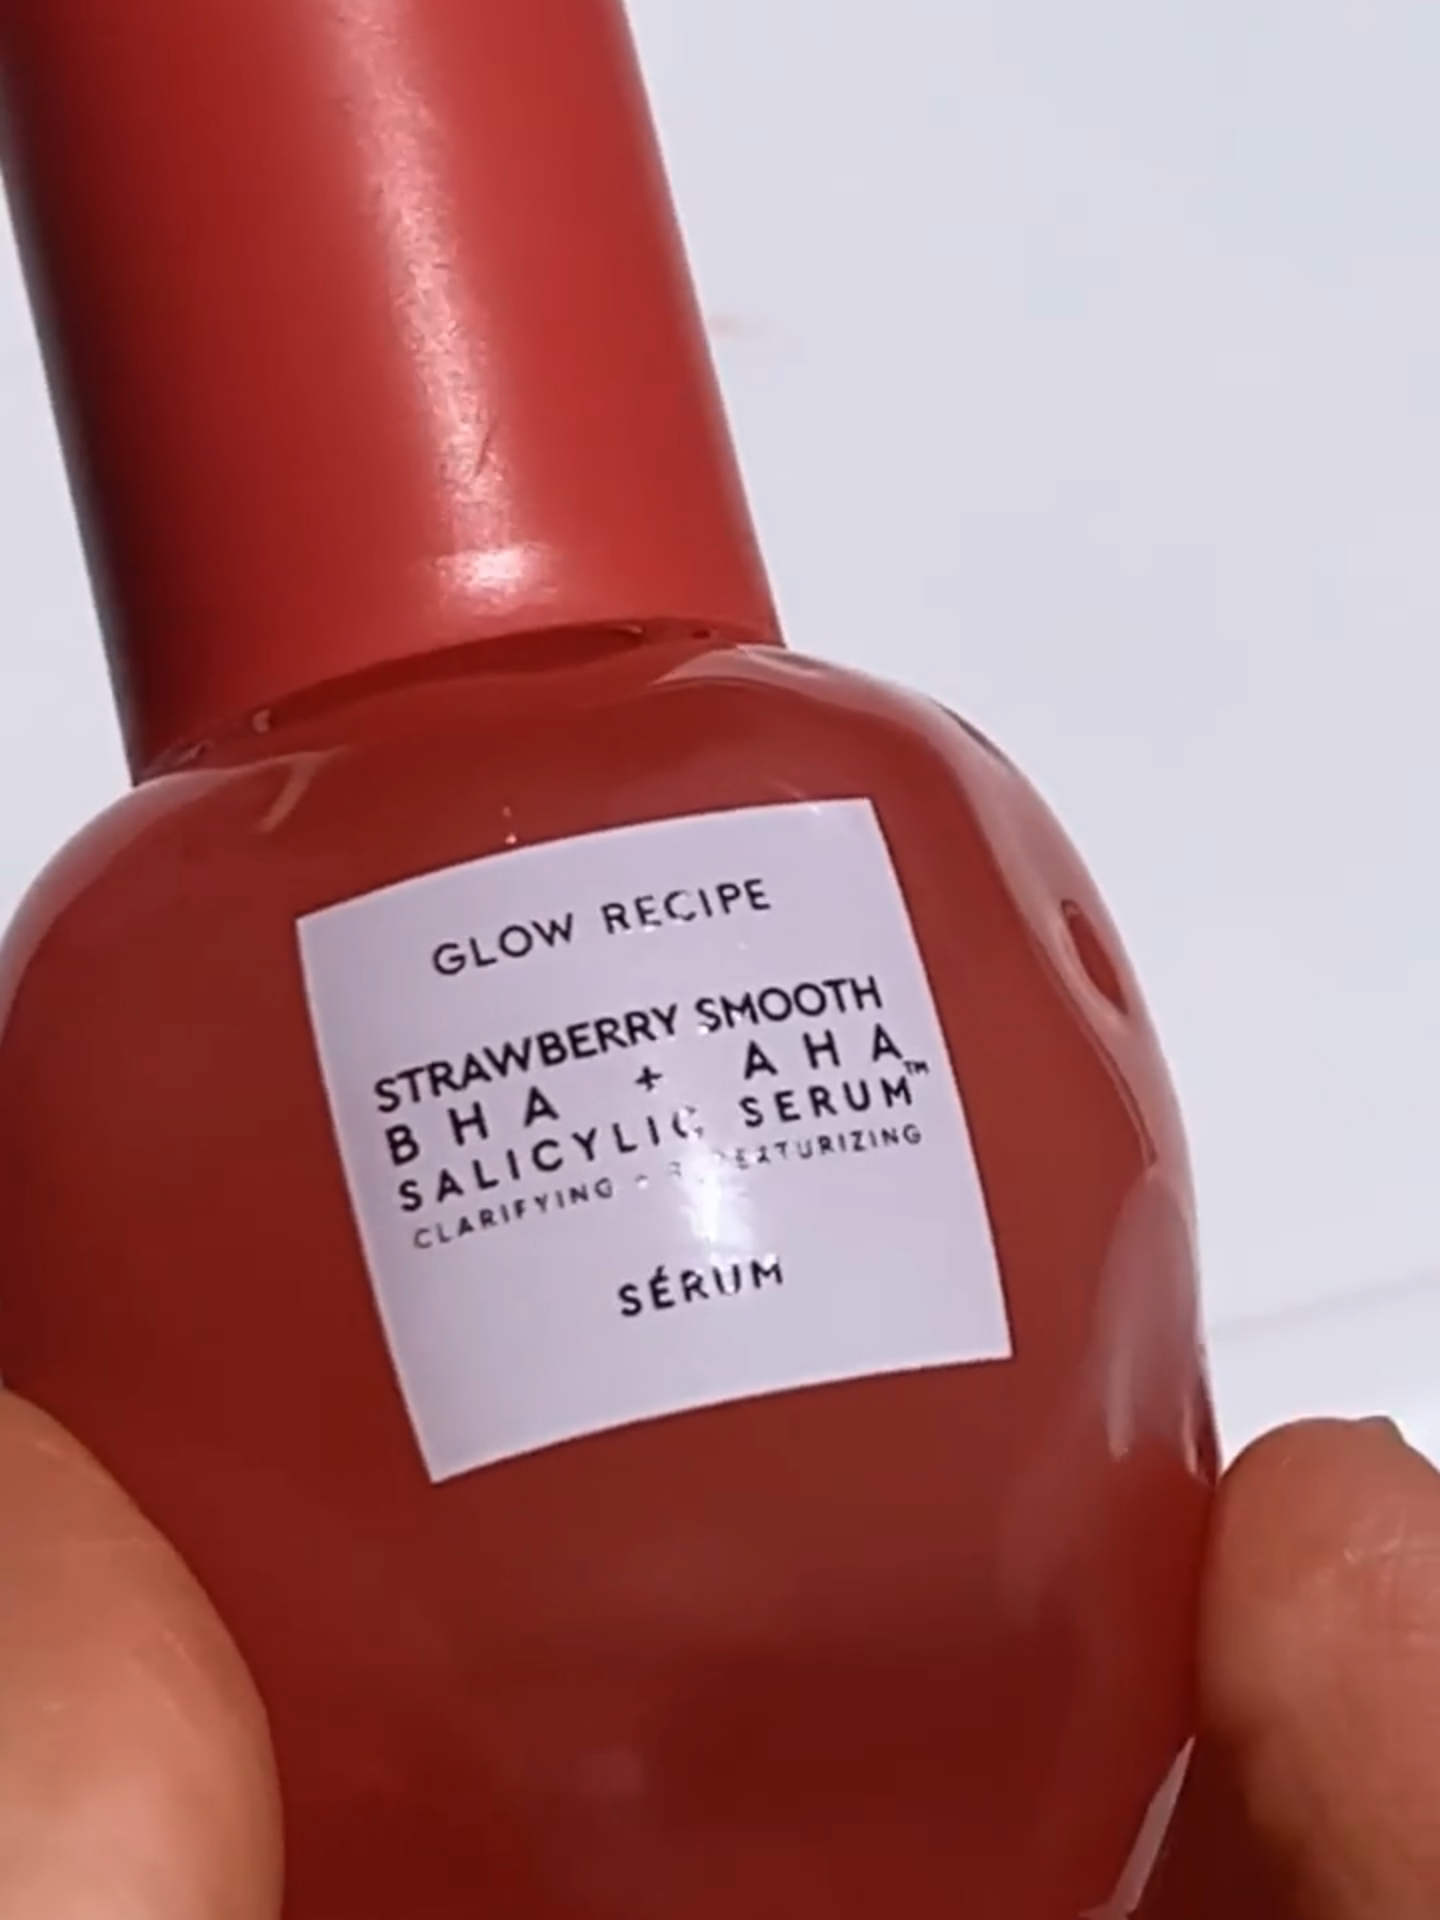 GLOW RECIPE
STRAWBERRY SMOOTH
BHA + AHA
SALICYLIC SERUM™
CLARIFYING +
SÉRUM